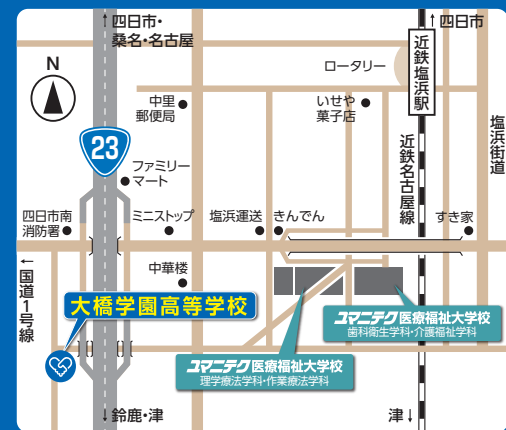 ↑四日市・
桑名・名古屋
↑四日市
N
ロータリー
近鉄塩浜駅
中里
郵便局
いせや
菓子店
塩浜街道
23
近鉄名古屋線
ファミリー
マート
四日市南
消防署
ミニストップ
塩浜運送
きんでん
すき家
←国道1号線
中華楼
大橋学園高等学校
ユマニテク医療福祉大学校
歯科衛生学科・介護福祉学科
ユマニテク医療福祉大学校
理学療法学科・作業療法学科
↓鈴鹿・津
津↓